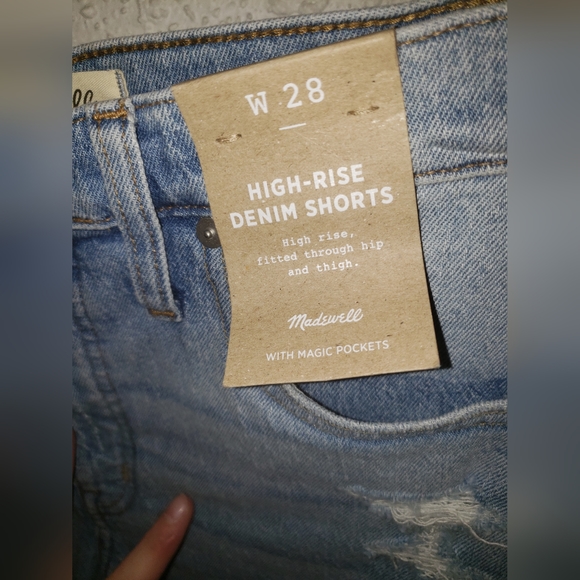 W 28
HIGH-RISE
DENIM SHORTS
High rise,
fitted through hip
and thigh.
Madewell
WITH MAGIC POCKETS